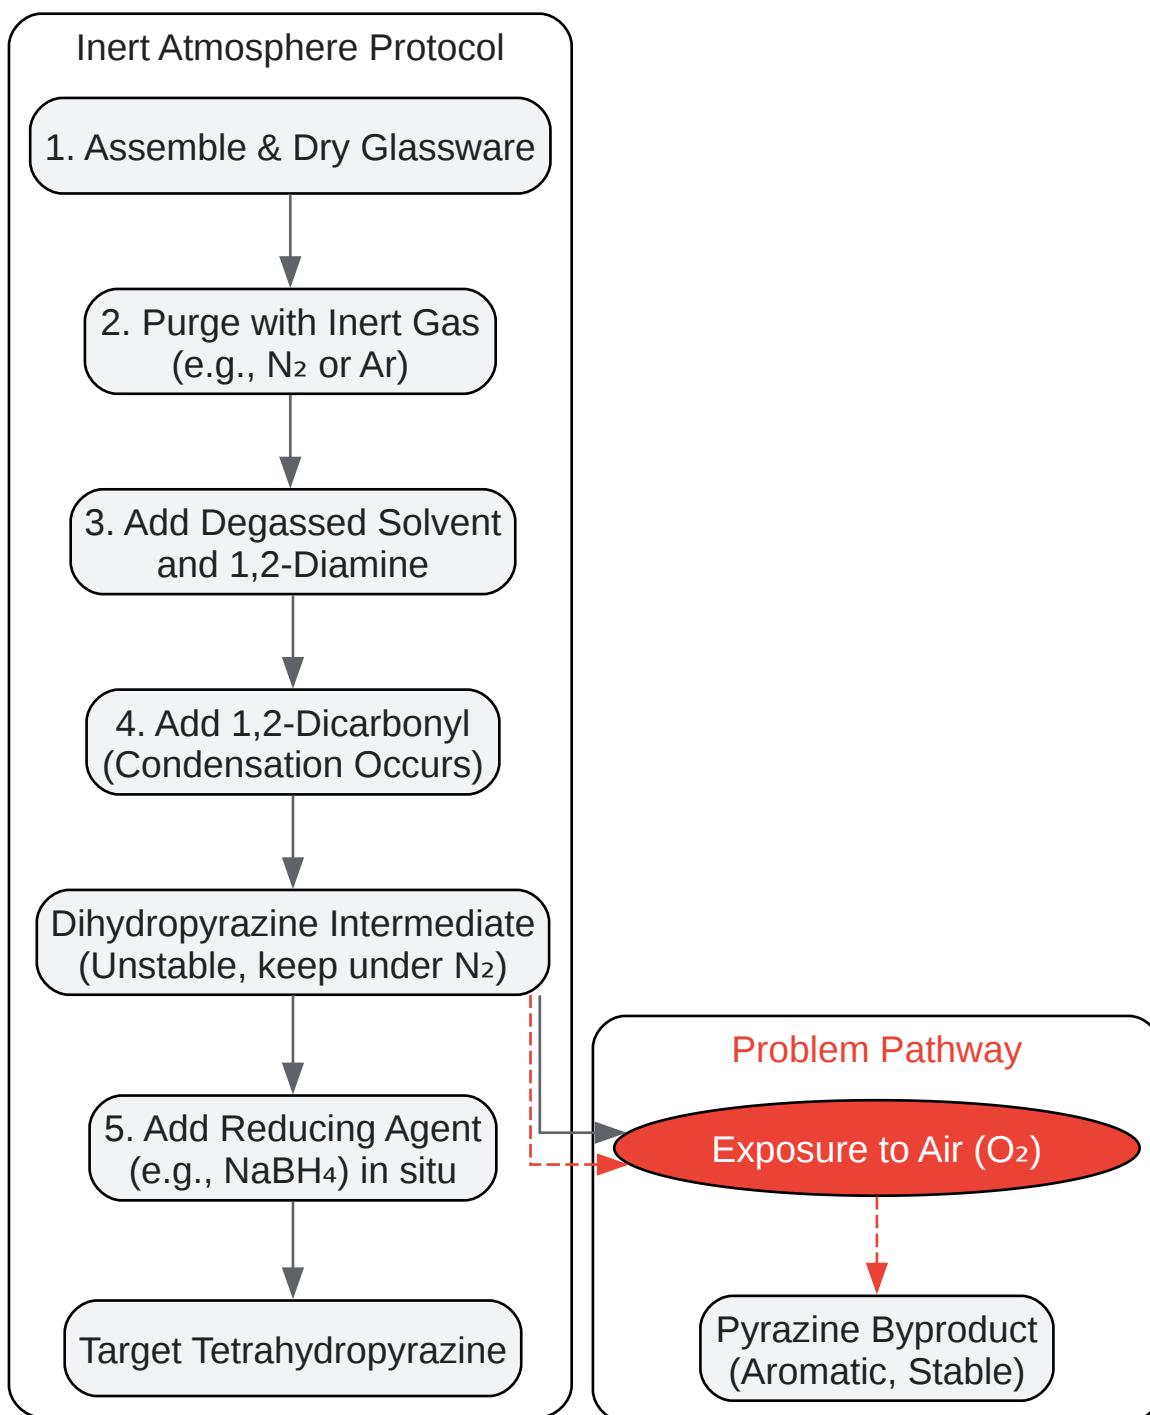 Inert Atmosphere Protocol
1. Assemble & Dry Glassware
2. Purge with Inert Gas
(e.g., N₂ or Ar)
3. Add Degassed Solvent
and 1,2-Diamine
4. Add 1,2-Dicarbonyl
(Condensation Occurs)
Dihydropyrazine Intermediate
(Unstable, keep under N₂)
5. Add Reducing Agent
(e.g., NaBH₄) in situ
Target Tetrahydropyrazine
Problem Pathway
Exposure to Air (O₂)
Pyrazine Byproduct
(Aromatic, Stable)